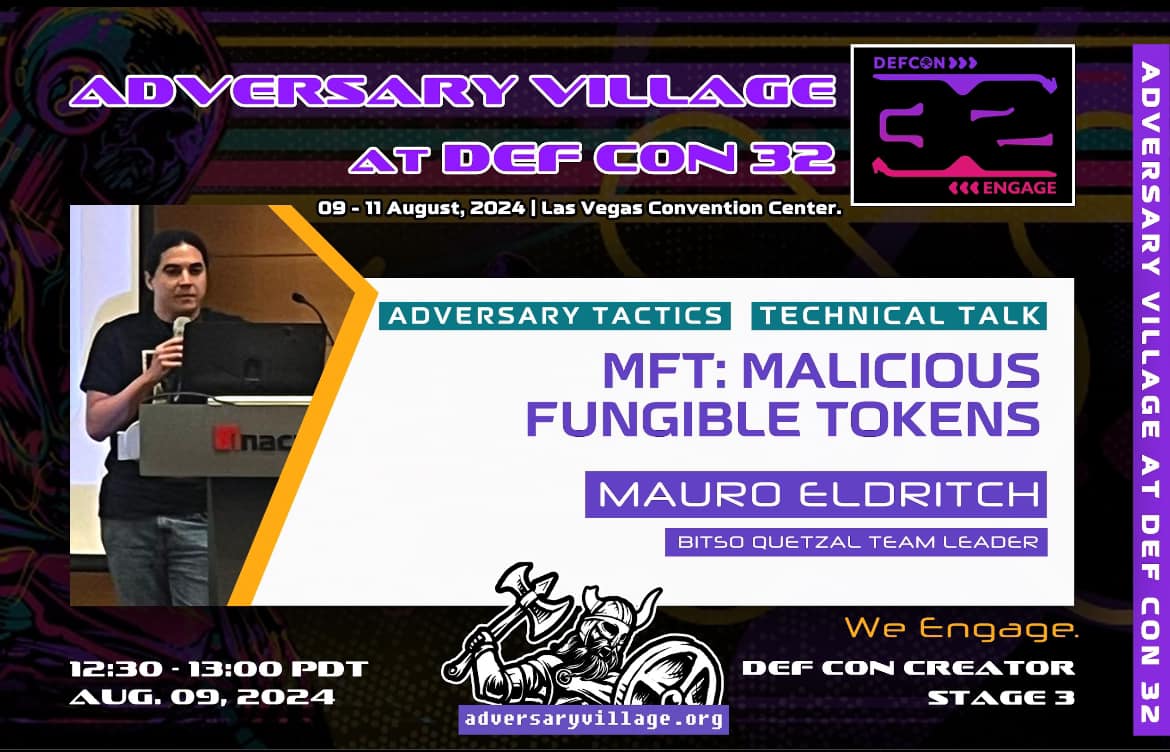 ADVERSARY VILLAGE
AT DEF CON 32
09 - 11 August, 2024 | Las Vegas Convention Center.
DEFCON
ENGAGE
ADVERSARY TACTICS
TECHNICAL TALK
MFT: MALICIOUS
FUNGIBLE TOKENS
MAURO ELDRITCH
BITSO QUETZAL TEAM LEADER
We Engage.
12:30 - 13:00 PDT
AUG. 09, 2024
DEF CON CREATOR
STAGE 3
adversaryvillage.org
ADVERSARY VILLAGE AT DEF CON 32